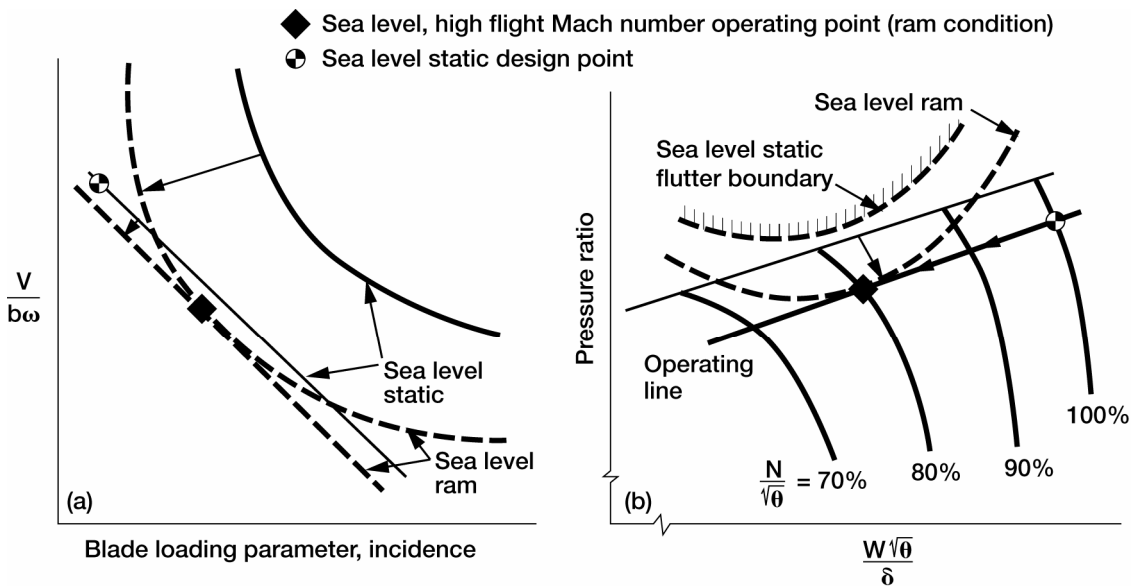 Sea level, high flight Mach number operating point (ram condition)
Sea level static design point
V
bω
Sea level
static
Sea level
ram
(a)
Blade loading parameter, incidence
Sea level ram
Sea level static
flutter boundary
Pressure ratio
Operating
line
100%
90%
80%
N
√θ
= 70%
(b)
W√θ
δ